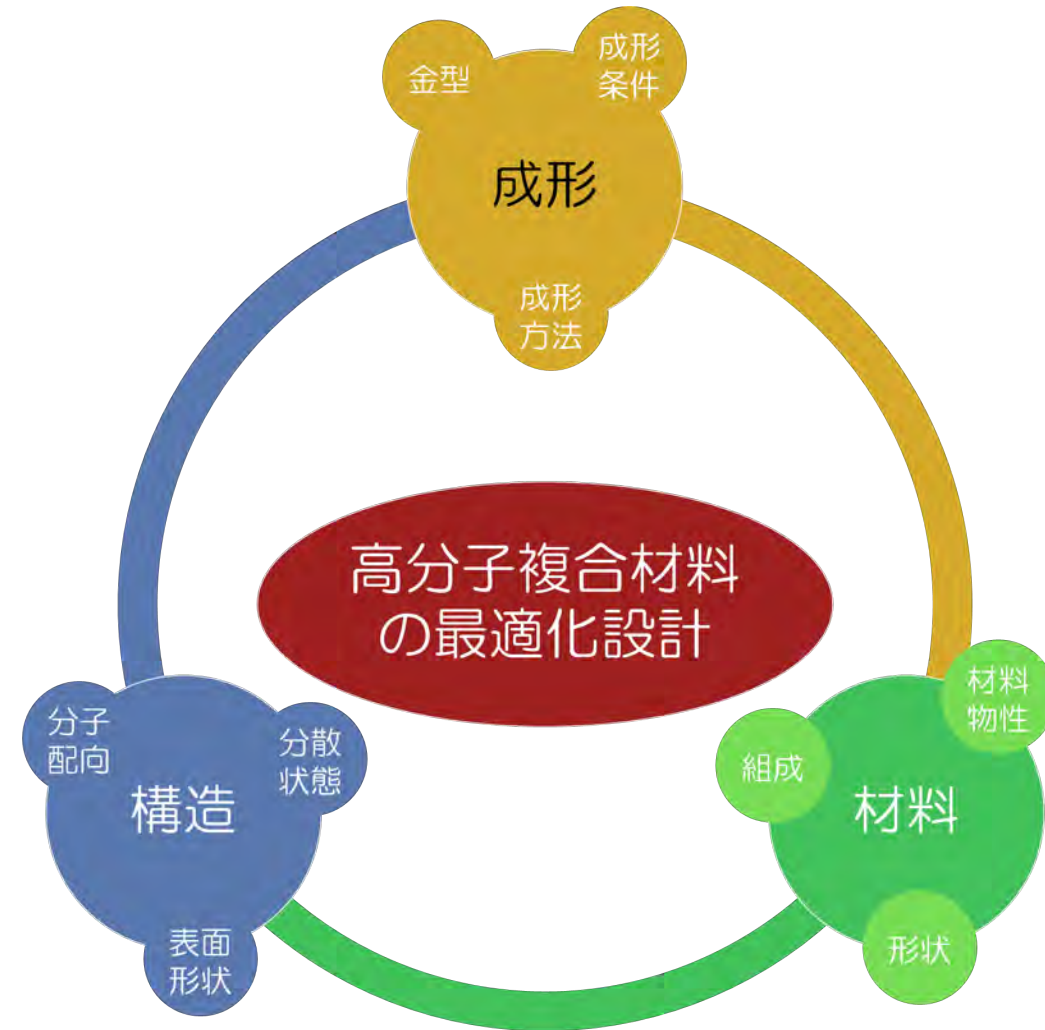 金型
成形
条件
成形
成形
方法
高分子複合材料
の最適化設計
分子
配向
分散
状態
構造
表面
形状
材料
物性
組成
材料
形状